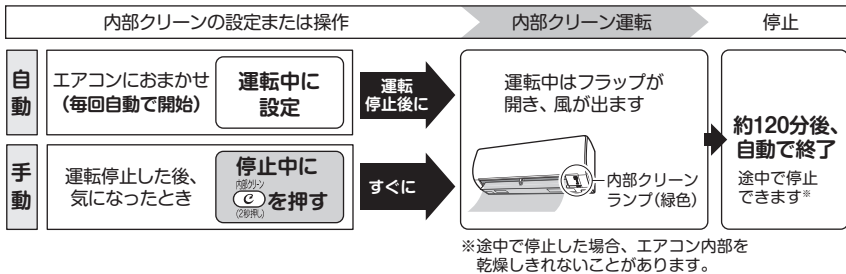 内部クリーンの設定または操作
内部クリーン運転
停止
自動
エアコンにおまかせ
(毎回自動で開始)
運転中に
設定
運転
停止後に
運転中はフラップが
開き、風が出ます
内部クリーン
ランプ(緑色)
手動
運転停止した後、
気になったとき
停止中に
内部クリーン
を押す
(2秒押し)
すぐに
約120分後、
自動で終了
途中で停止
できます※
※途中で停止した場合、エアコン内部を
乾燥しきれないことがあります。